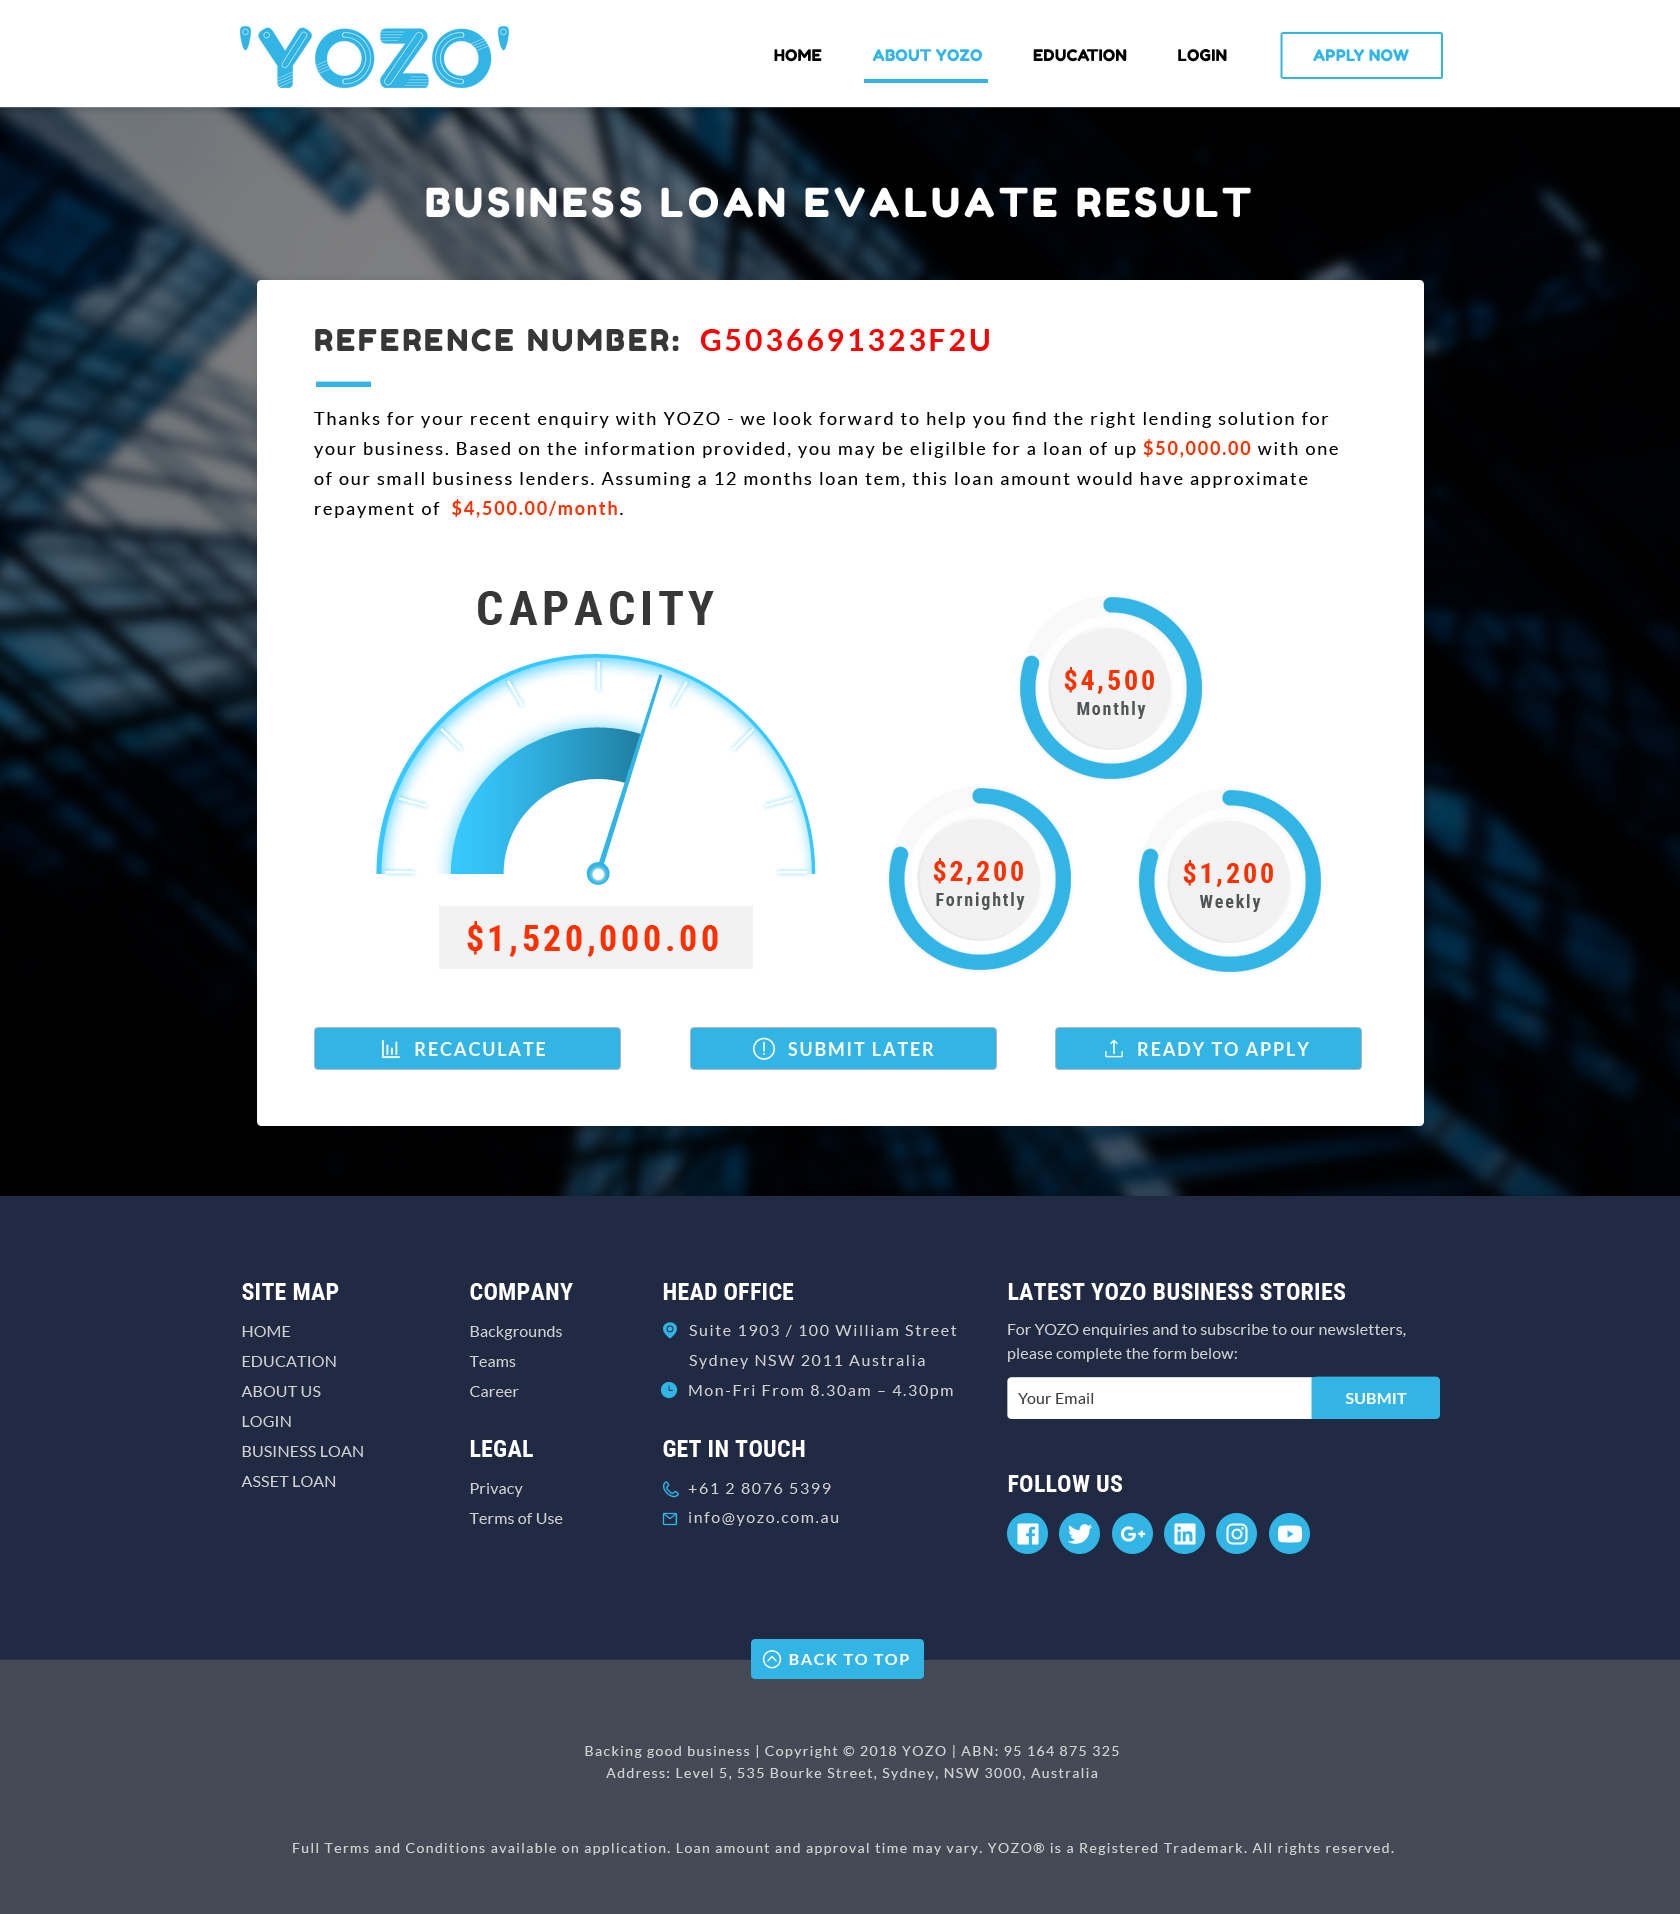 'YOZO'
HOME
ABOUT YOZO
EDUCATION
LOGIN
APPLY NOW
BUSINESS LOAN EVALUATE RESULT
REFERENCE NUMBER: G5036691323F2U
Thanks for your recent enquiry with YOZO - we look forward to help you find the right lending solution for
your business. Based on the information provided, you may be eligilble for a loan of up $50,000.00 with one
of our small business lenders. Assuming a 12 months loan tem, this loan amount would have approximate
repayment of $4,500.00/month.
CAPACITY
$1,520,000.00
$4,500
Monthly
$2,200
Fornightly
$1,200
Weekly
RECACULATE
SUBMIT LATER
READY TO APPLY
SITE MAP
HOME
EDUCATION
ABOUT US
LOGIN
BUSINESS LOAN
ASSET LOAN
COMPANY
Backgrounds
Teams
Career
LEGAL
Privacy
Terms of Use
HEAD OFFICE
Suite 1903 / 100 William Street
Sydney NSW 2011 Australia
Mon-Fri From 8.30am – 4.30pm
GET IN TOUCH
+61 2 8076 5399
info@yozo.com.au
LATEST YOZO BUSINESS STORIES
For YOZO enquiries and to subscribe to our newsletters,
please complete the form below:
Your Email
SUBMIT
FOLLOW US
BACK TO TOP
Backing good business | Copyright © 2018 YOZO | ABN: 95 164 875 325
Address: Level 5, 535 Bourke Street, Sydney, NSW 3000, Australia
Full Terms and Conditions available on application. Loan amount and approval time may vary. YOZO® is a Registered Trademark. All rights reserved.